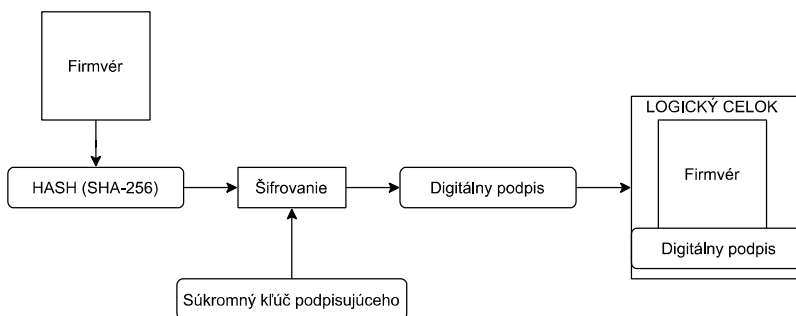 Firmvér
HASH (SHA-256)
Šifrovanie
Digitálny podpis
Súkromný kľúč podpisujúceho
LOGICKÝ CELOK
Firmvér
Digitálny podpis